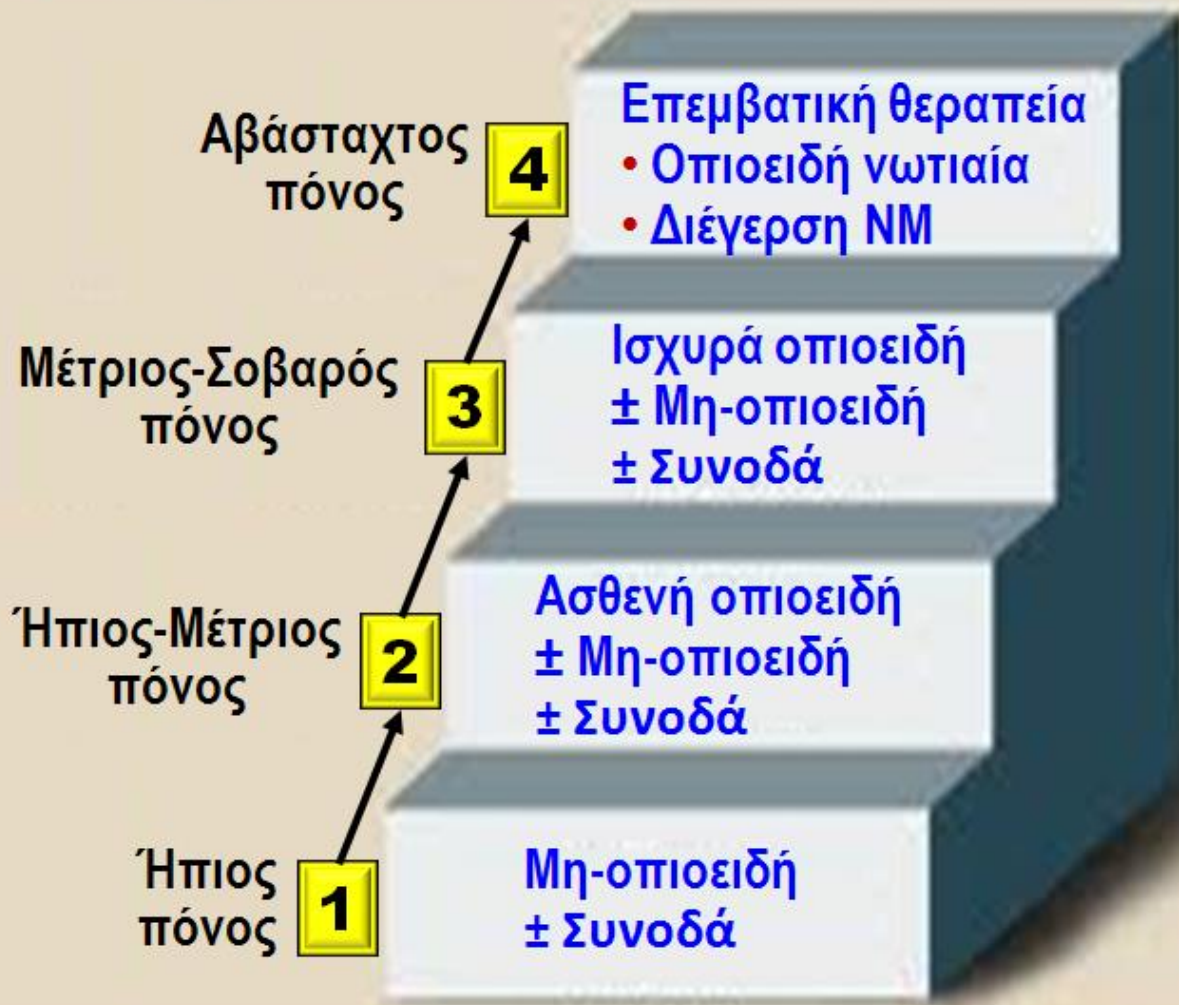 Αβάσταχτος
πόνος
4
Επεμβατική θεραπεία
• Οπιοειδή νωτιαία
• Διέγερση ΝΜ
Μέτριος-Σοβαρός
πόνος
3
Ισχυρά οπιοειδή
± Μη-οπιοειδή
± Συνοδά
Ήπιος-Μέτριος
πόνος
2
Ασθενή οπιοειδή
± Μη-οπιοειδή
± Συνοδά
Ήπιος
πόνος
1
Μη-οπιοειδή
± Συνοδά